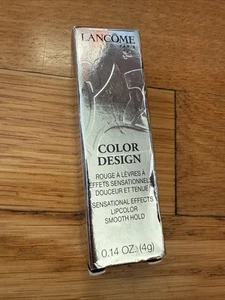 LANCÔME
PARIS
COLOR
DESIGN
ROUGE À LÈVRES À
EFFETS SENSATIONNELS
DOUCEUR ET TENUE
SENSATIONAL EFFECTS
LIPCOLOR
SMOOTH HOLD
0.14 OZ. (4g)